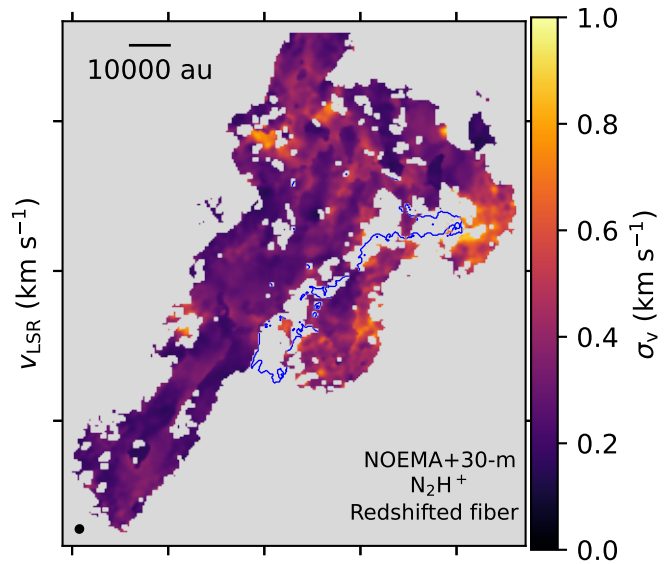 10000 au
v_LSR (km s⁻¹)
NOEMA+30-m
N₂H⁺
Redshifted fiber
1.0
0.8
0.6
0.4
0.2
0.0
σ_v (km s⁻¹)